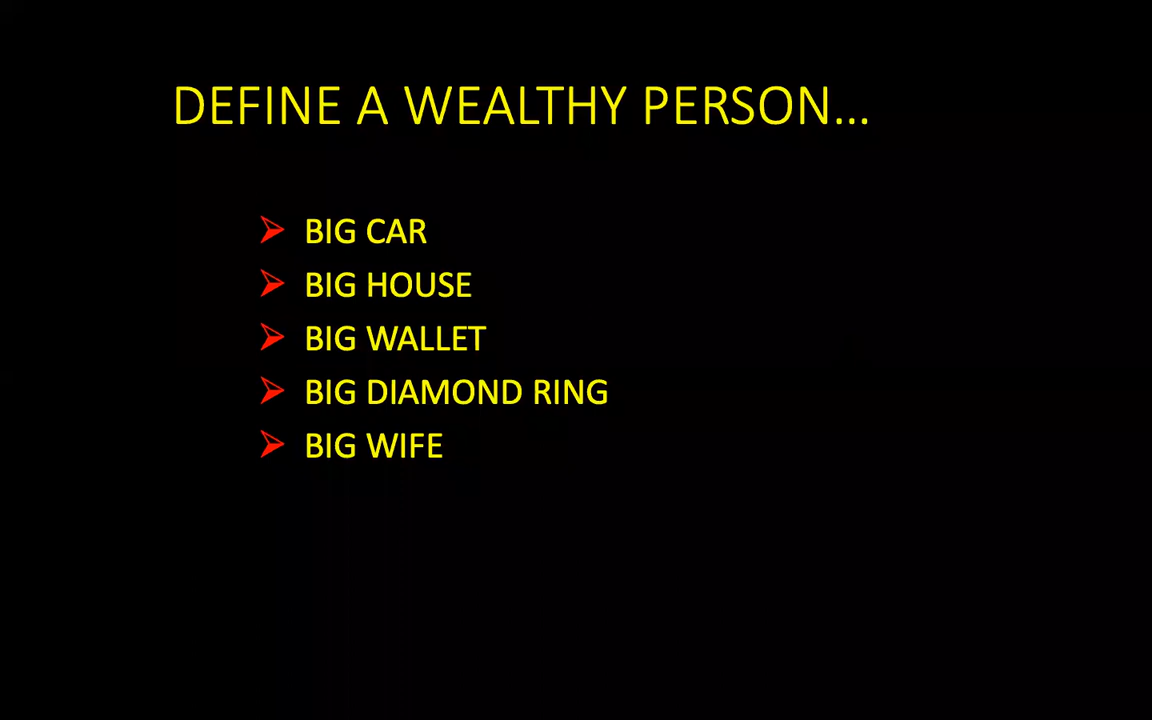 DEFINE A WEALTHY PERSON...
BIG CAR
BIG HOUSE
BIG WALLET
BIG DIAMOND RING
BIG WIFE